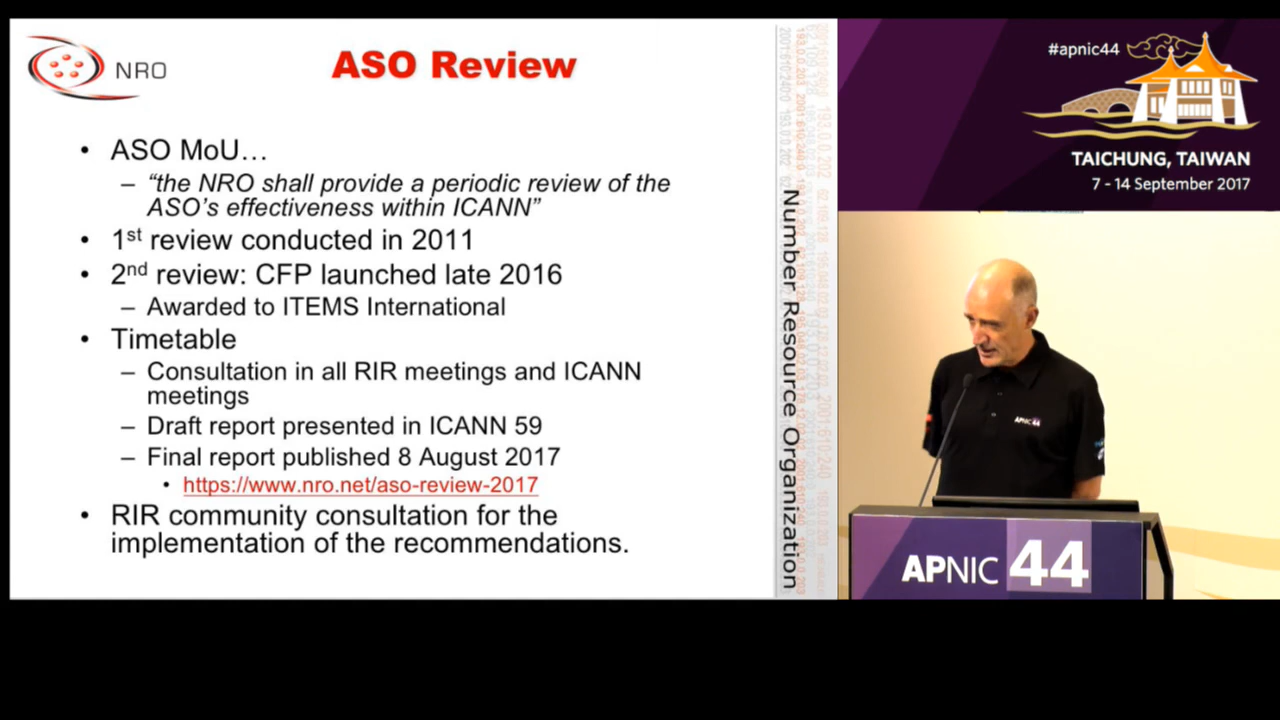 NRO
ASO Review
• ASO MoU…
– “the NRO shall provide a periodic review of the
ASO’s effectiveness within ICANN”
• 1st review conducted in 2011
• 2nd review: CFP launched late 2016
– Awarded to ITEMS International
• Timetable
– Consultation in all RIR meetings and ICANN
meetings
– Draft report presented in ICANN 59
– Final report published 8 August 2017
• https://www.nro.net/aso-review-2017
• RIR community consultation for the
implementation of the recommendations.
Number Resource Organization
#apnic44
TAICHUNG, TAIWAN
7 - 14 September 2017
APNIC 44
APNIC 44